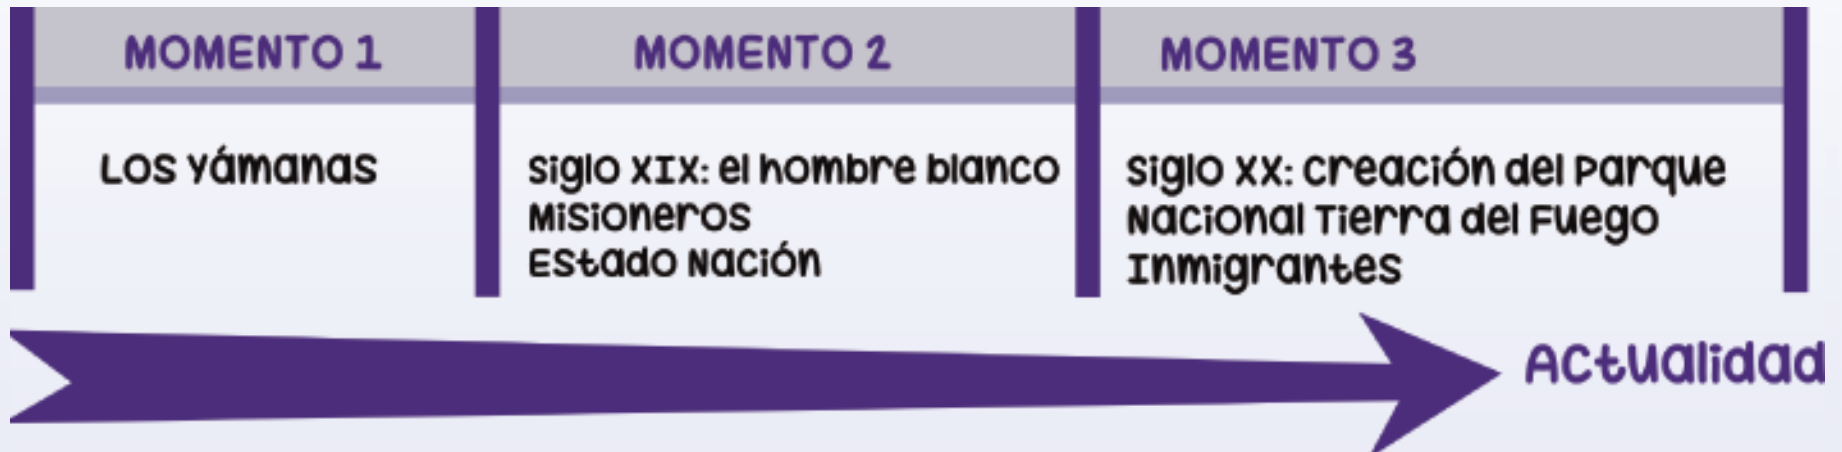 MOMENTO 1
MOMENTO 2
MOMENTO 3
Los Yámanas
Siglo XIX: el hombre blanco
Misioneros
Estado Nación
Siglo XX: Creación del Parque
Nacional Tierra del Fuego
Inmigrantes
Actualidad